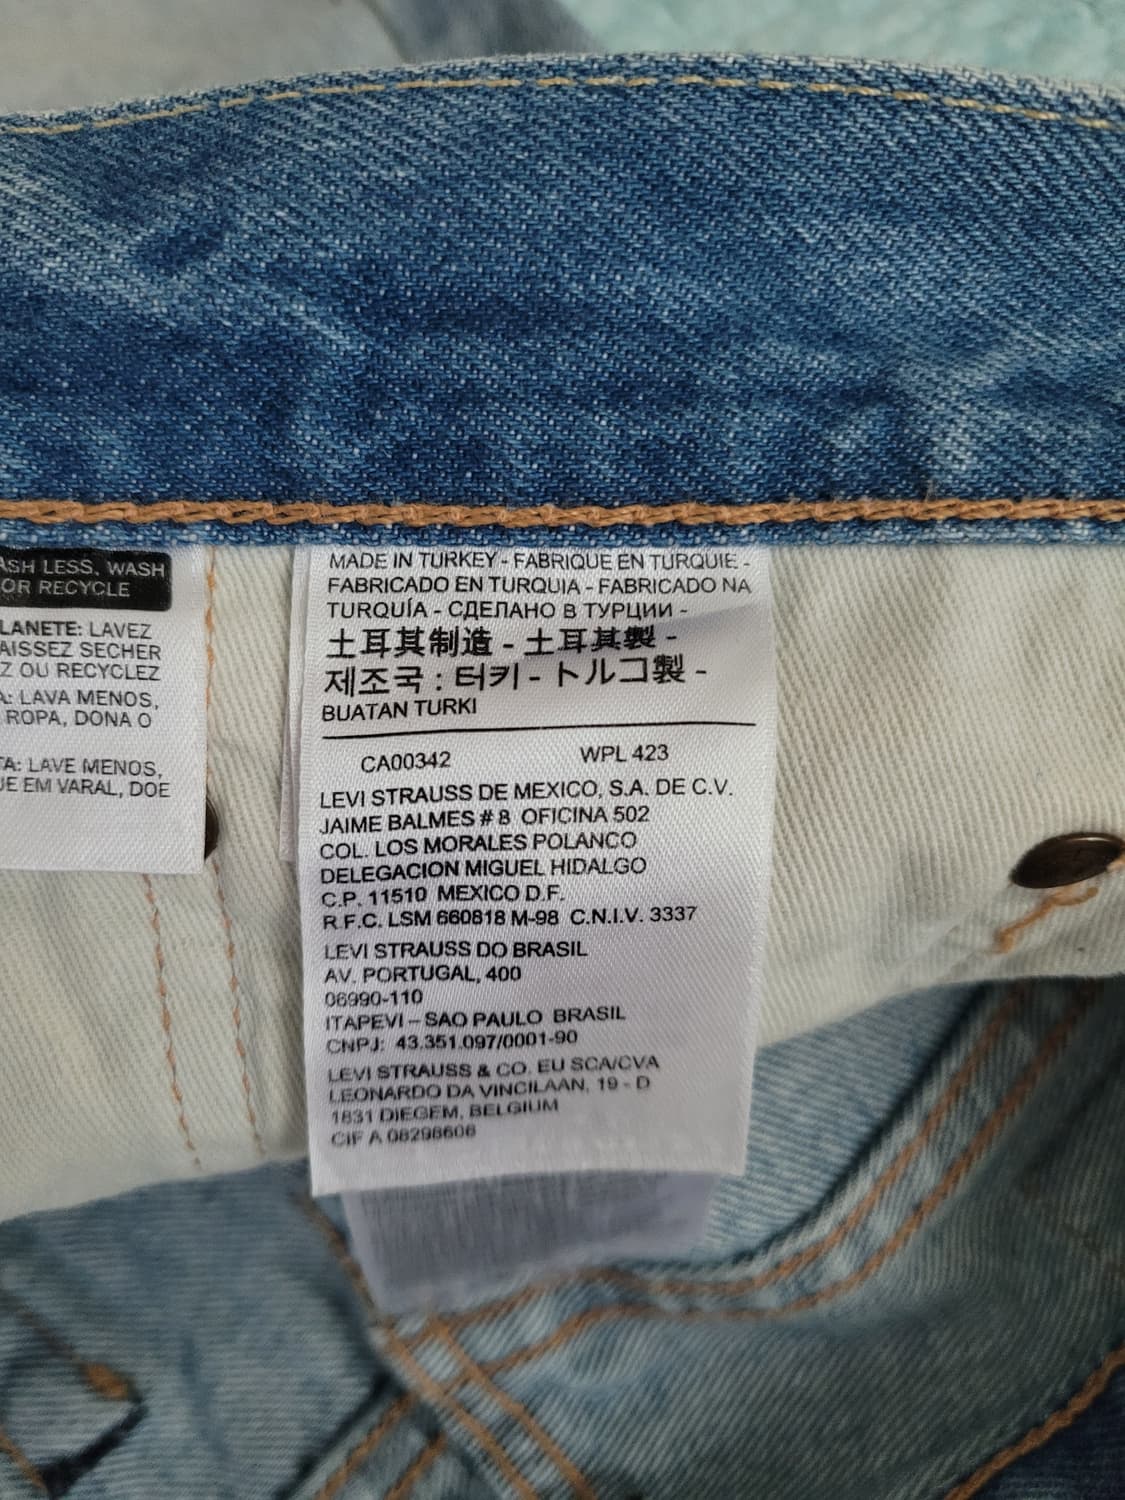 ASH LESS, WASH
OR RECYCLE
LANETE: LAVEZ
AISSEZ SECHER
Z OU RECYCLEZ
A: LAVA MENOS,
ROPA, DONA O
TA: LAVE MENOS,
UE EM VARAL, DOE
MADE IN TURKEY - FABRIQUE EN TURQUIE -
FABRICADO EN TURQUIA - FABRICADO NA
TURQUÍA - СДЕЛАНО В ТУРЦИИ -
土耳其制造 - 土耳其製 -
제조국 : 터키 - トルコ製 -
BUATAN TURKI
CA00342 WPL 423
LEVI STRAUSS DE MEXICO, S.A. DE C.V.
JAIME BALMES # 8 OFICINA 502
COL. LOS MORALES POLANCO
DELEGACION MIGUEL HIDALGO
C.P. 11510 MEXICO D.F.
R.F.C. LSM 660818 M-98 C.N.I.V. 3337
LEVI STRAUSS DO BRASIL
AV. PORTUGAL, 400
06990-110
ITAPEVI – SAO PAULO BRASIL
CNPJ: 43.351.097/0001-90
LEVI STRAUSS & CO. EU SCA/CVA
LEONARDO DA VINCILAAN, 19 - D
1831 DIEGEM, BELGIUM
CIF A 08298608